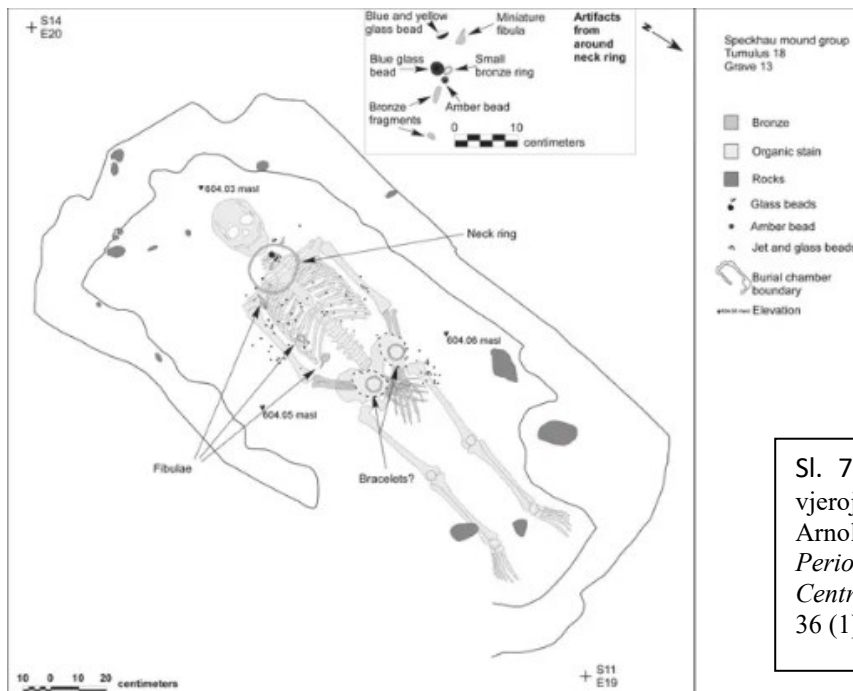 S14
E20
Blue and yellow
glass bead
Miniature
fibula
Artifacts
from
around
neck ring
N
Blue glass
bead
Small
bronze ring
Amber bead
Bronze
fragments
0 10
centimeters
604.03 masl
Neck ring
604.06 masl
604.05 masl
Fibulae
Bracelets?
10 0 10 20 centimeters
S11
E19
Speckhau mound group
Tumulus 18
Grave 13
Bronze
Organic stain
Rocks
Glass beads
Amber bead
Jet and glass beads
Burial chamber
boundary
Elevation
Sl. 7
vjeroj
Arnol
Perio
Centr
36 (1)